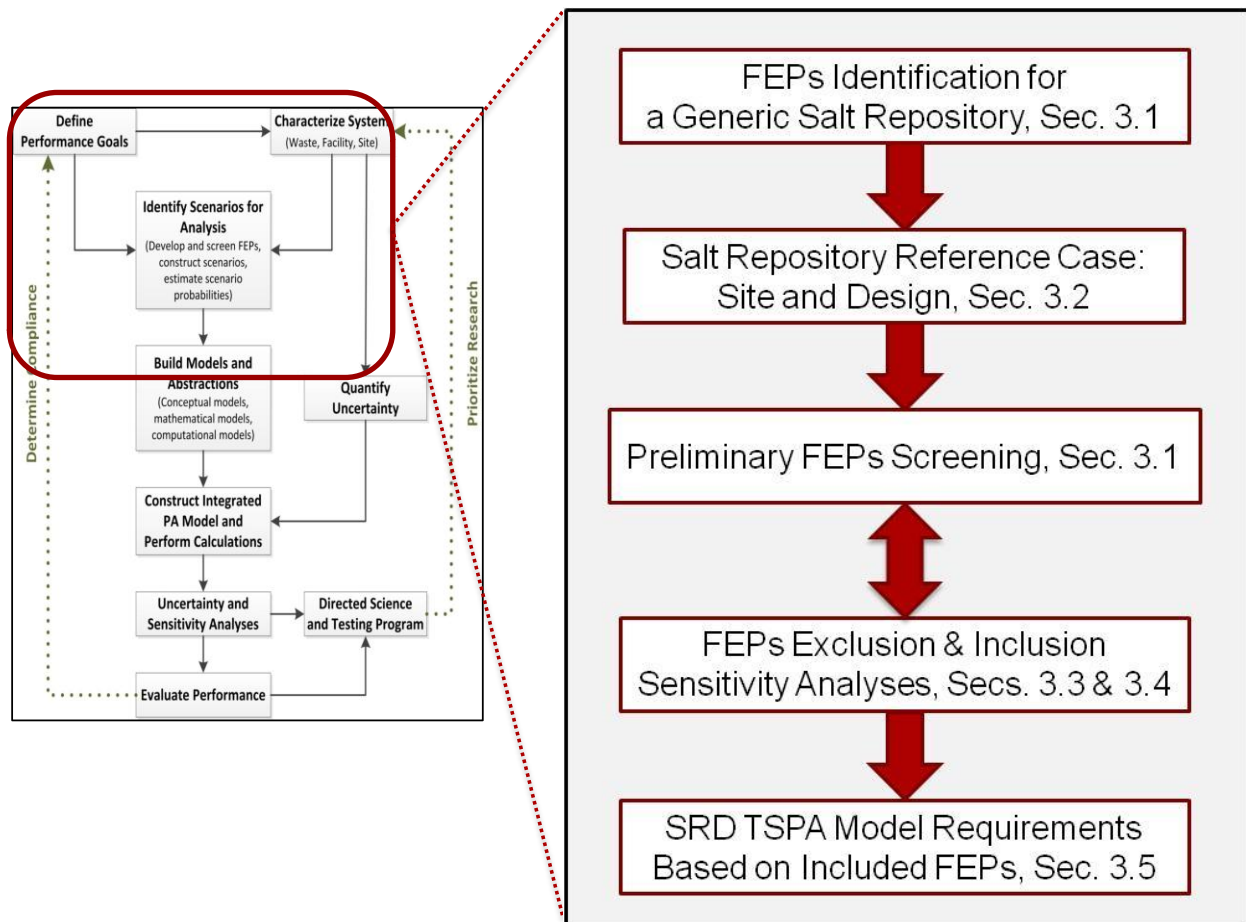 Define
Performance Goals
Characterize System
(Waste, Facility, Site)
Identify Scenarios for
Analysis
(Develop and screen FEPs,
construct scenarios,
estimate scenario
probabilities)
Build Models and
Abstractions
(Conceptual models,
mathematical models,
computational models)
Quantify
Uncertainty
Construct Integrated
PA Model and
Perform Calculations
Uncertainty and
Sensitivity Analyses
Directed Science
and Testing Program
Evaluate Performance
Determine Compliance
Prioritize Research
FEPs Identification for
a Generic Salt Repository, Sec. 3.1
Salt Repository Reference Case:
Site and Design, Sec. 3.2
Preliminary FEPs Screening, Sec. 3.1
FEPs Exclusion & Inclusion
Sensitivity Analyses, Secs. 3.3 & 3.4
SRD TSPA Model Requirements
Based on Included FEPs, Sec. 3.5